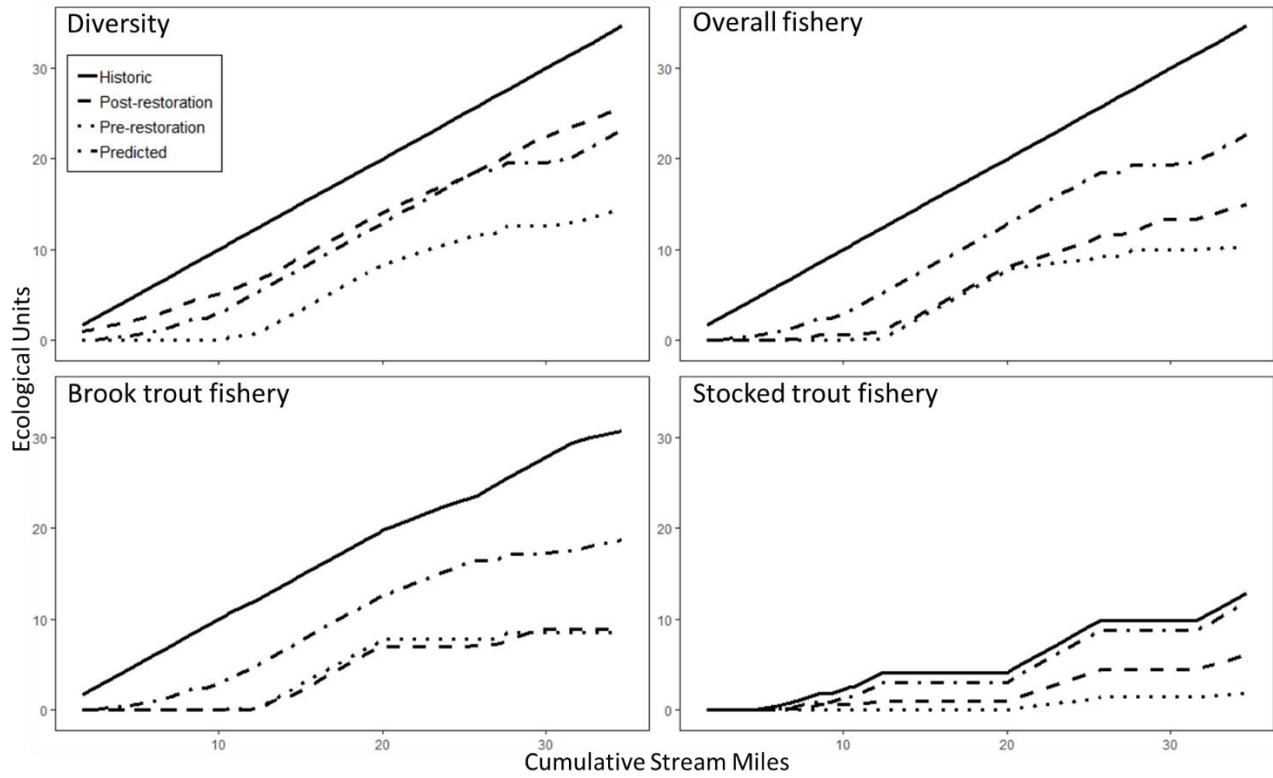 Diversity
Historic
Post-restoration
Pre-restoration
Predicted
30
20
10
0
Overall fishery
30
20
10
0
Brook trout fishery
30
20
10
0
10
20
30
Stocked trout fishery
30
20
10
0
10
20
30
Ecological Units
Cumulative Stream Miles